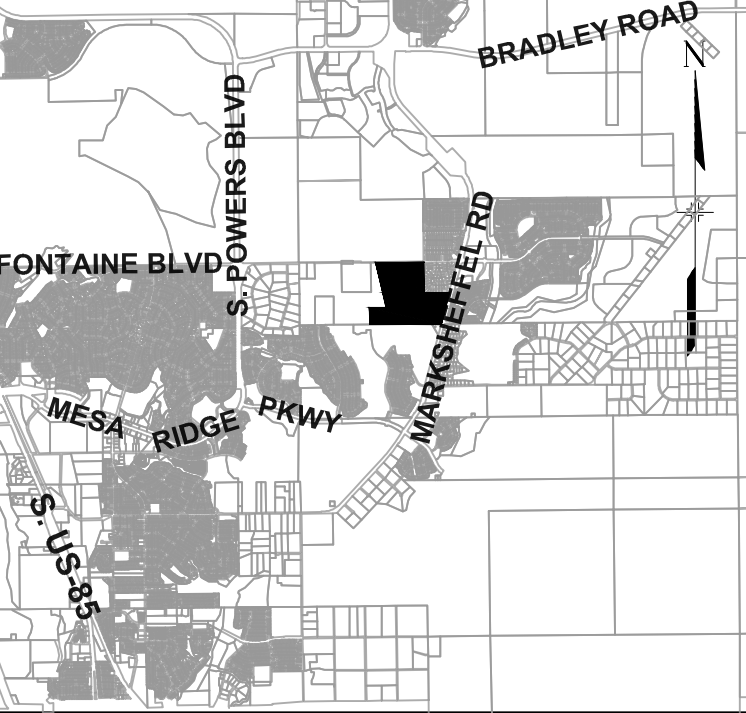 BRADLEY ROAD
N
S. POWERS BLVD
MARKSHEFFEL RD
FONTAINE BLVD
MESA RIDGE PKWY
S. US-85